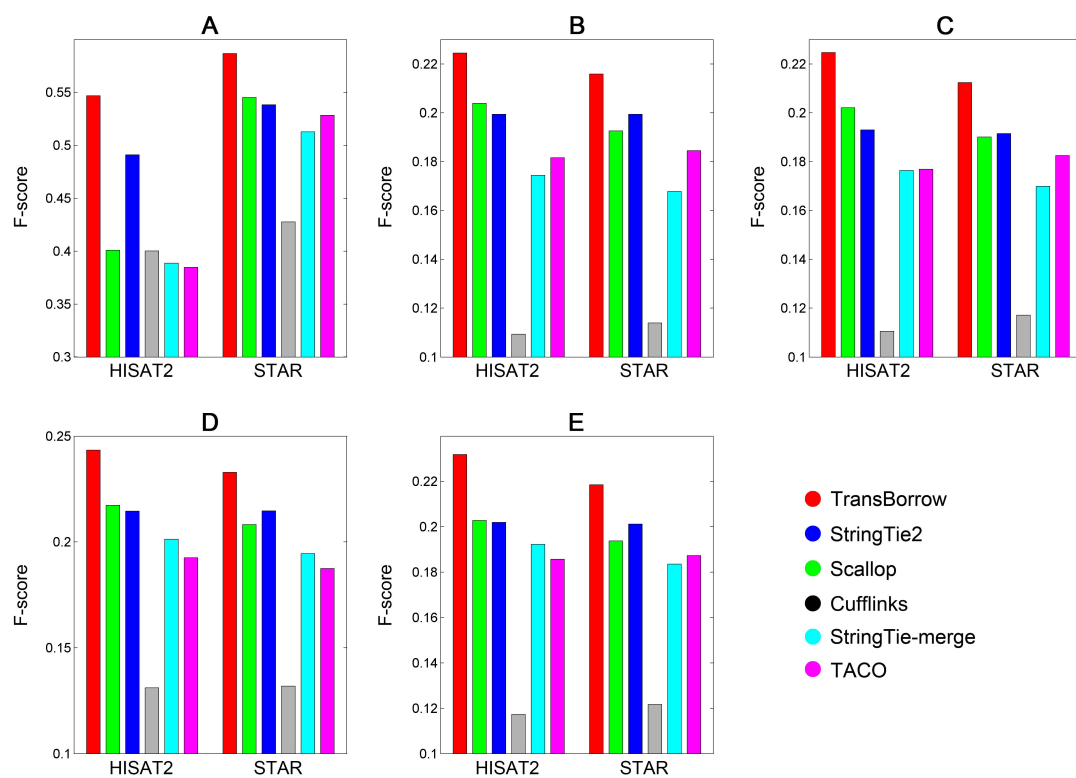 A
F-score
0.55
0.5
0.45
0.4
0.35
0.3
HISAT2 STAR
B
F-score
0.22
0.2
0.18
0.16
0.14
0.12
0.1
HISAT2 STAR
C
F-score
0.22
0.2
0.18
0.16
0.14
0.12
0.1
HISAT2 STAR
D
F-score
0.25
0.2
0.15
0.1
HISAT2 STAR
E
F-score
0.22
0.2
0.18
0.16
0.14
0.12
0.1
HISAT2 STAR
TransBorrow
StringTie2
Scallop
Cufflinks
StringTie-merge
TACO